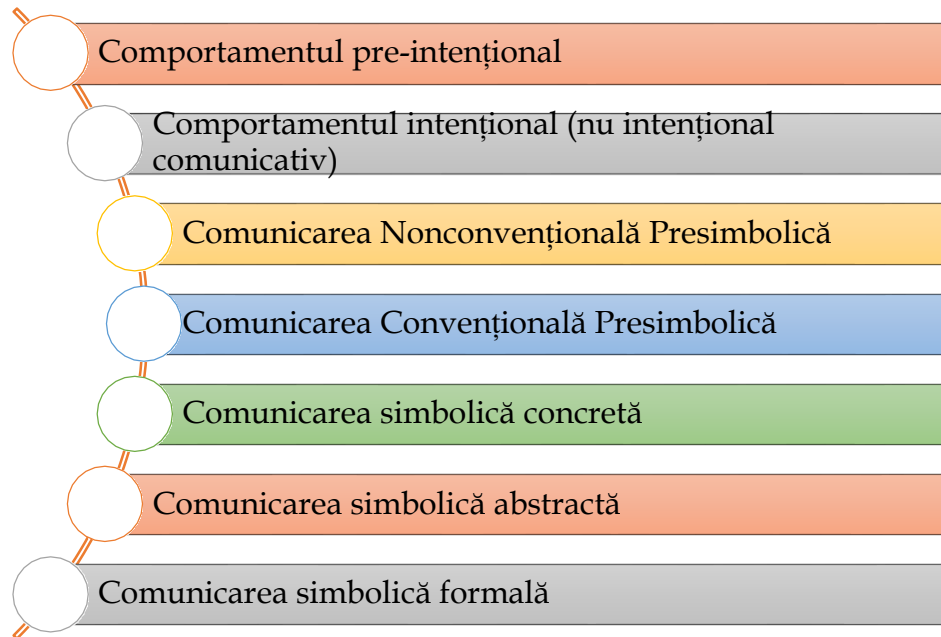 Comportamentul pre-intențional
Comportamentul intențional (nu intențional
comunicativ)
Comunicarea Nonconvențională Presimbolică
Comunicarea Convențională Presimbolică
Comunicarea simbolică concretă
Comunicarea simbolică abstractă
Comunicarea simbolică formală